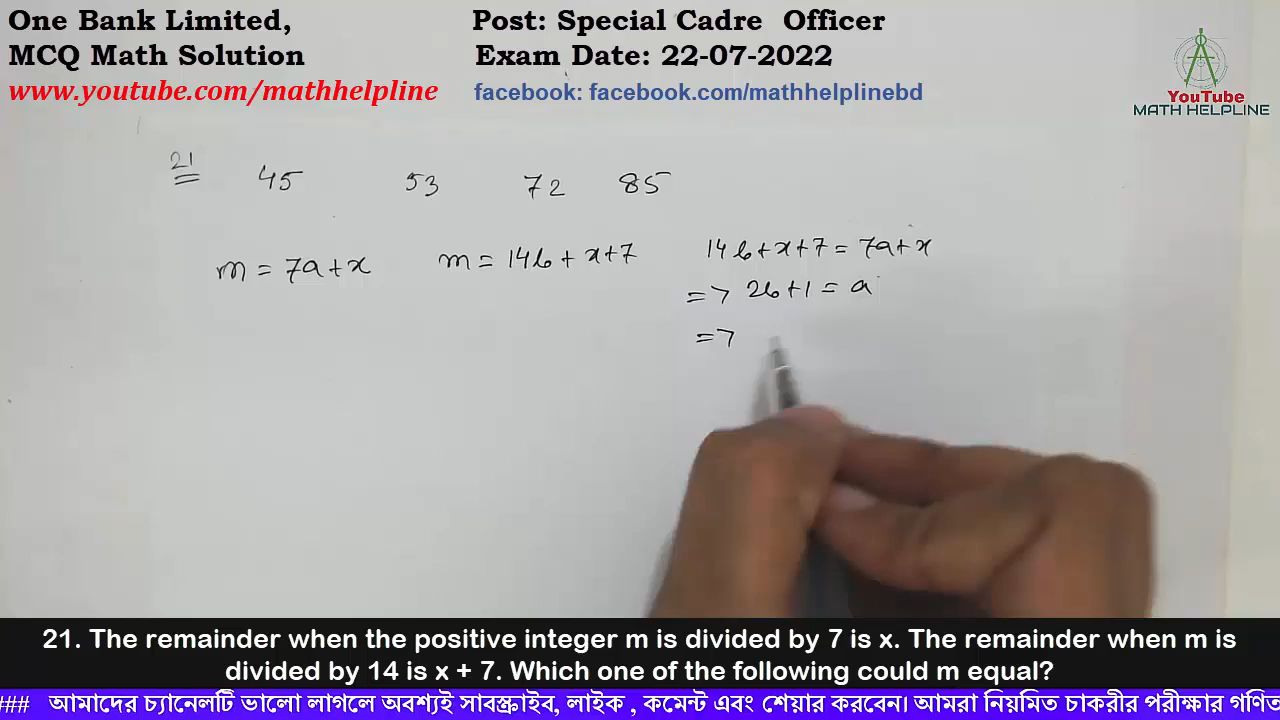 One Bank Limited, Post: Special Cadre Officer
MCQ Math Solution Exam Date: 22-07-2022
www.youtube.com/mathhelpline facebook: facebook.com/mathhelplinebd
YouTube
MATH HELPLINE
21 45 53 72 85
m = 7a+x m = 14b+x+7 14b+x+7 = 7a+x
=> 2b+1 = a
=>
21. The remainder when the positive integer m is divided by 7 is x. The remainder when m is
divided by 14 is x + 7. Which one of the following could m equal?
### আমাদের চ্যানেলটি ভালো লাগলে অবশ্যই সাবস্ক্রাইব, লাইক , কমেন্ট এবং শেয়ার করবেন। আমরা নিয়মিত চাকরীর পরীক্ষার গণিত